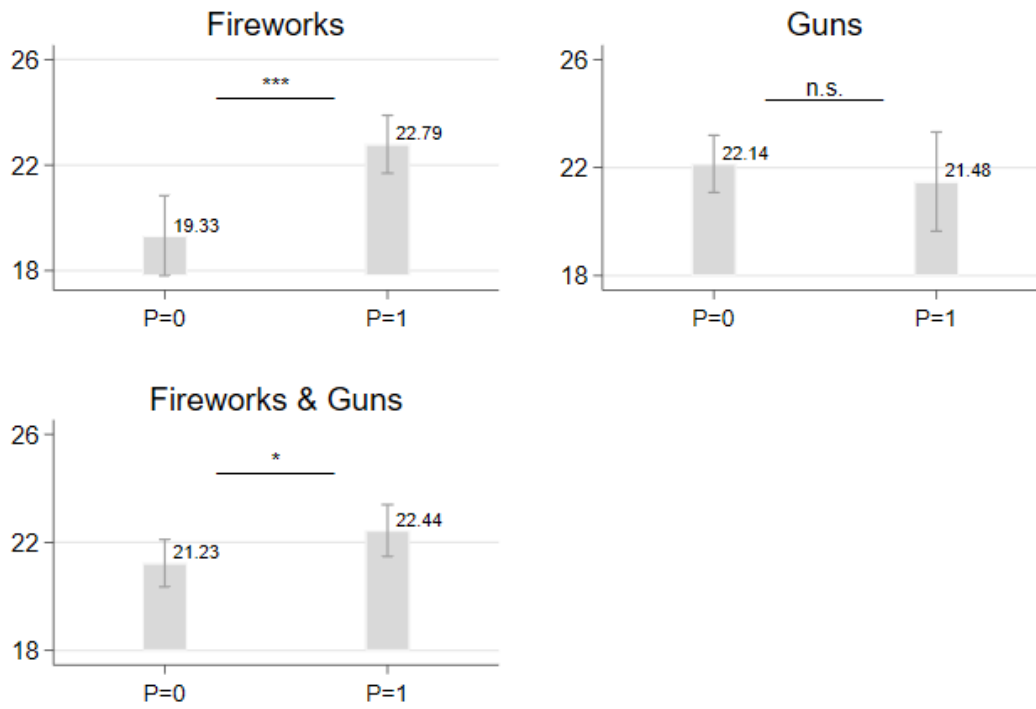 Fireworks
26
***
22.79
22
19.33
18
P=0 P=1
Guns
26
n.s.
22.14
22
21.48
18
P=0 P=1
Fireworks & Guns
26
*
22.44
22
21.23
18
P=0 P=1